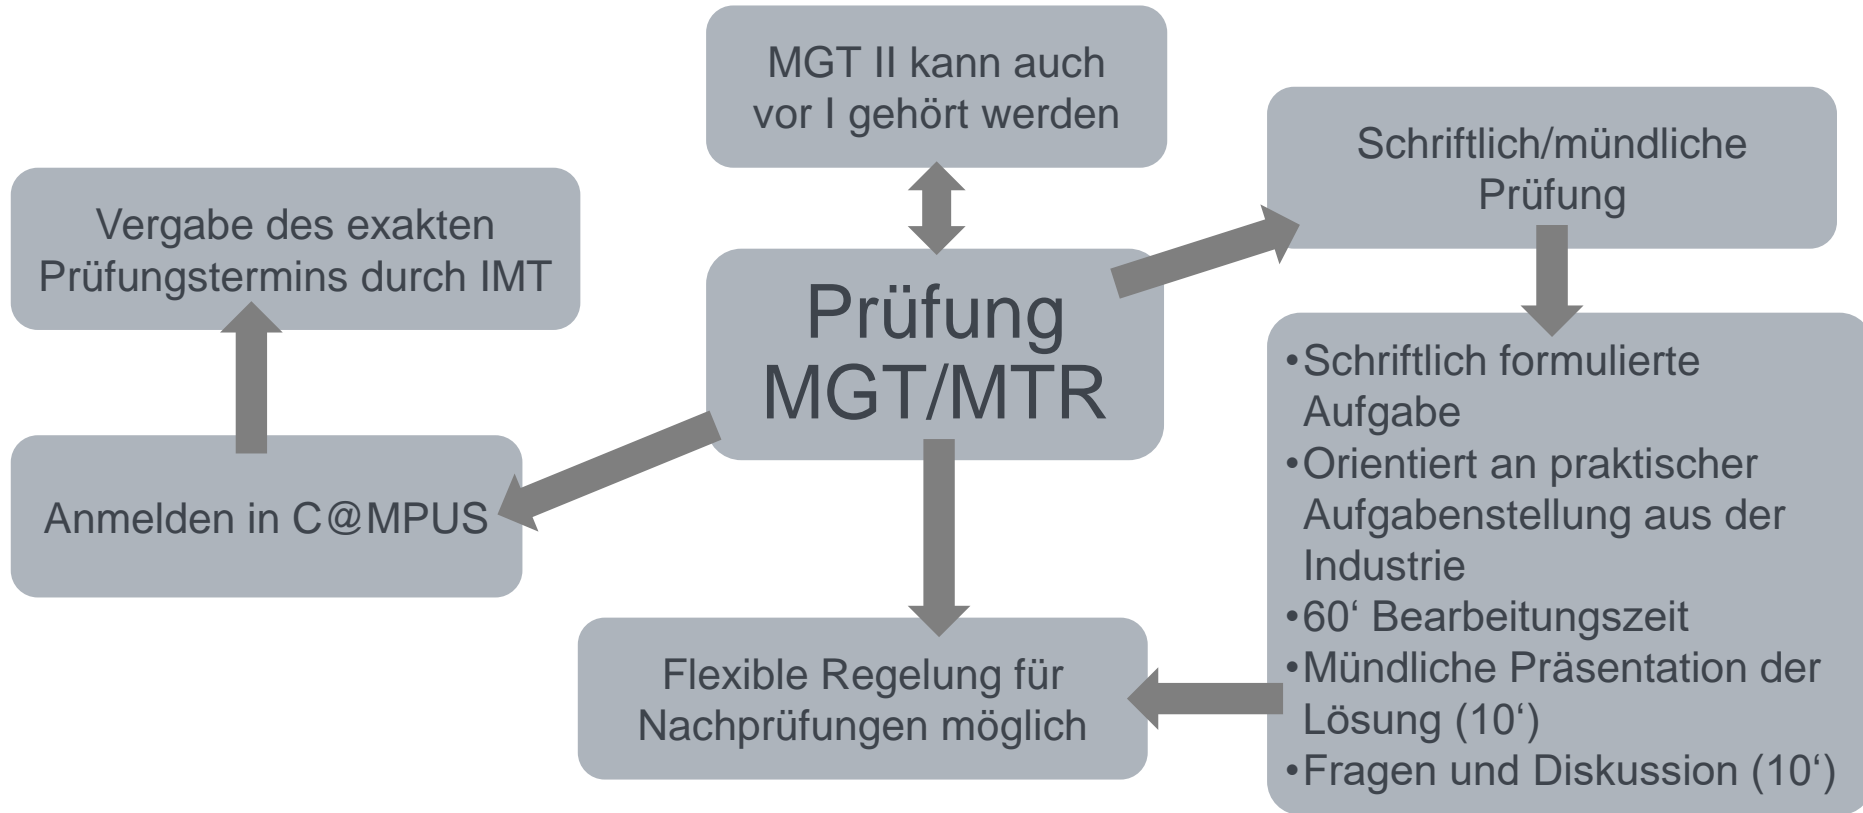 MGT II kann auch
vor I gehört werden
Schriftlich/mündliche
Prüfung
Vergabe des exakten
Prüfungstermins durch IMT
Prüfung
MGT/MTR
•Schriftlich formulierte
Aufgabe
•Orientiert an praktischer
Aufgabenstellung aus der
Industrie
•60‘ Bearbeitungszeit
•Mündliche Präsentation der
Lösung (10‘)
•Fragen und Diskussion (10‘)
Anmelden in C@MPUS
Flexible Regelung für
Nachprüfungen möglich